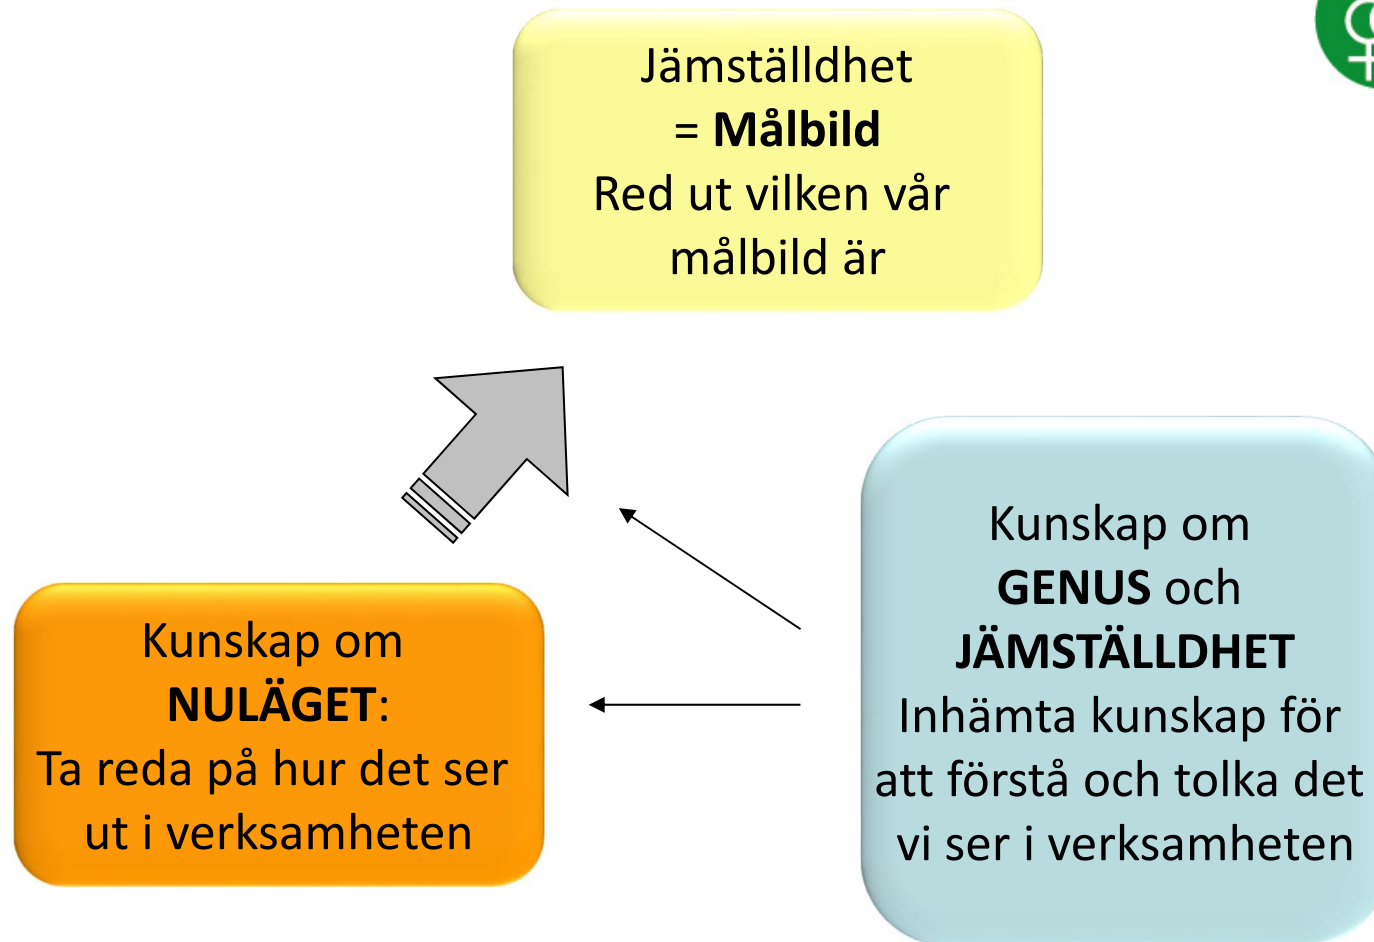 Jämställdhet
= Målbild
Red ut vilken vår
målbild är
Kunskap om
NULÄGET:
Ta reda på hur det ser
ut i verksamheten
Kunskap om
GENUS och
JÄMSTÄLLDHET
Inhämta kunskap för
att förstå och tolka det
vi ser i verksamheten